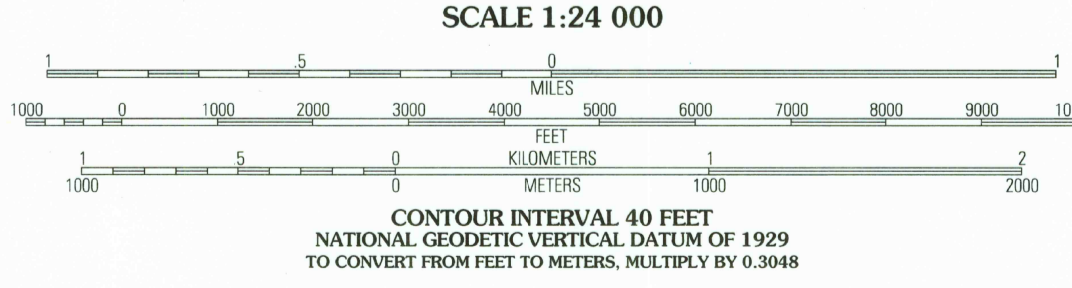 SCALE 1:24 000
1 .5 0 1
MILES
1000 0 1000 2000 3000 4000 5000 6000 7000 8000 9000 10
FEET
1 .5 0 KILOMETERS 1 2
1000 0 METERS 1000 2000
CONTOUR INTERVAL 40 FEET
NATIONAL GEODETIC VERTICAL DATUM OF 1929
TO CONVERT FROM FEET TO METERS, MULTIPLY BY 0.3048